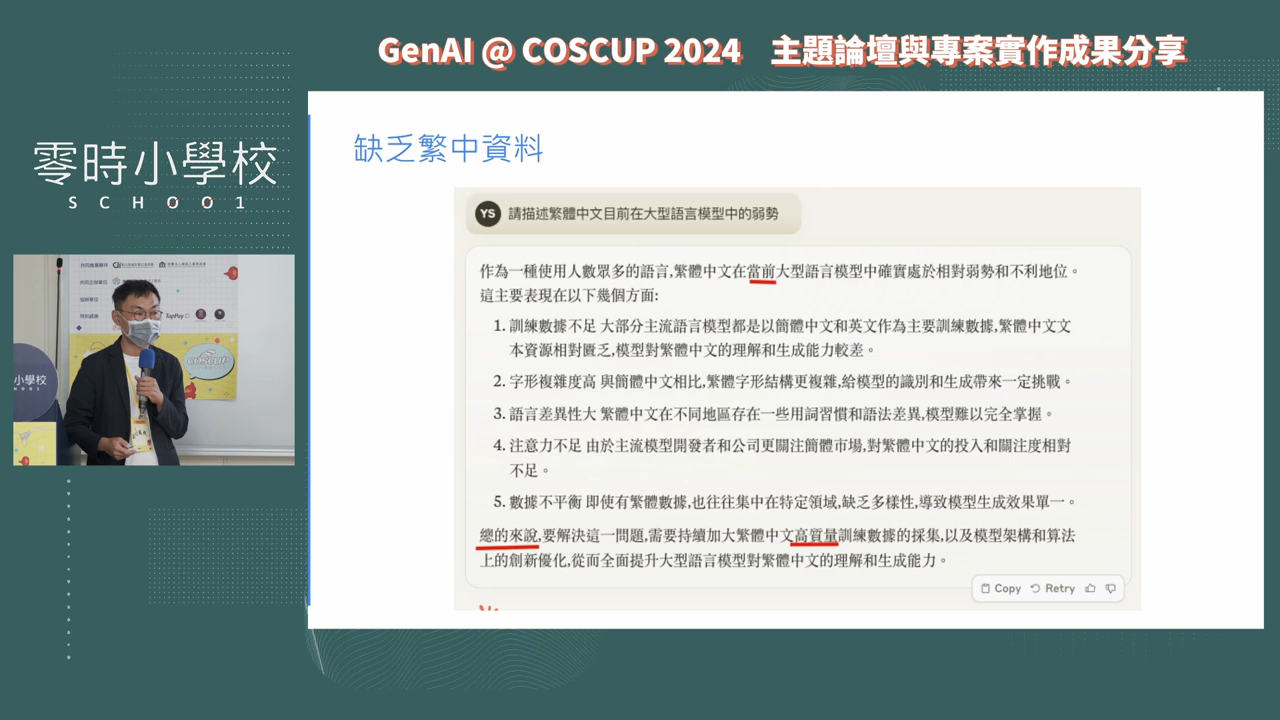 GenAI @ COSCUP 2024 主題論壇與專案實作成果分享
零時小學校
SCHOO1
缺乏繁中資料
YS 請描述繁體中文目前在大型語言模型中的弱勢
作為一種使用人數眾多的語言,繁體中文在當前大型語言模型中確實處於相對弱勢和不利地位。
這主要表現在以下幾個方面:
1. 訓練數據不足 大部分主流語言模型都是以簡體中文和英文作為主要訓練數據,繁體中文文
本資源相對匱乏,模型對繁體中文的理解和生成能力較差。
2. 字形複雜度高 與簡體中文相比,繁體字形結構更複雜,給模型的識別和生成帶來一定挑戰。
3. 語言差異性大 繁體中文在不同地區存在一些用詞習慣和語法差異,模型難以完全掌握。
4. 注意力不足 由於主流模型開發者和公司更關注簡體市場,對繁體中文的投入和關注度相對
不足。
5. 數據不平衡 即使有繁體數據,也往往集中在特定領域,缺乏多樣性,導致模型生成效果單一。
總的來說,要解決這一問題,需要持續加大繁體中文高質量訓練數據的採集,以及模型架構和算法
上的創新優化,從而全面提升大型語言模型對繁體中文的理解和生成能力。
Copy Retry
共同主辦單位
協辦單位
特別感謝
TapPay
COSCUP
小學校